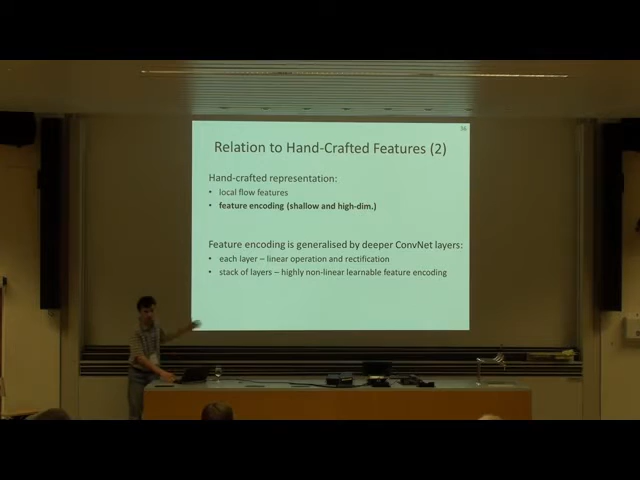 36
Relation to Hand-Crafted Features (2)
Hand-crafted representation:
• local flow features
• feature encoding (shallow and high-dim.)
Feature encoding is generalised by deeper ConvNet layers:
• each layer – linear operation and rectification
• stack of layers – highly non-linear learnable feature encoding